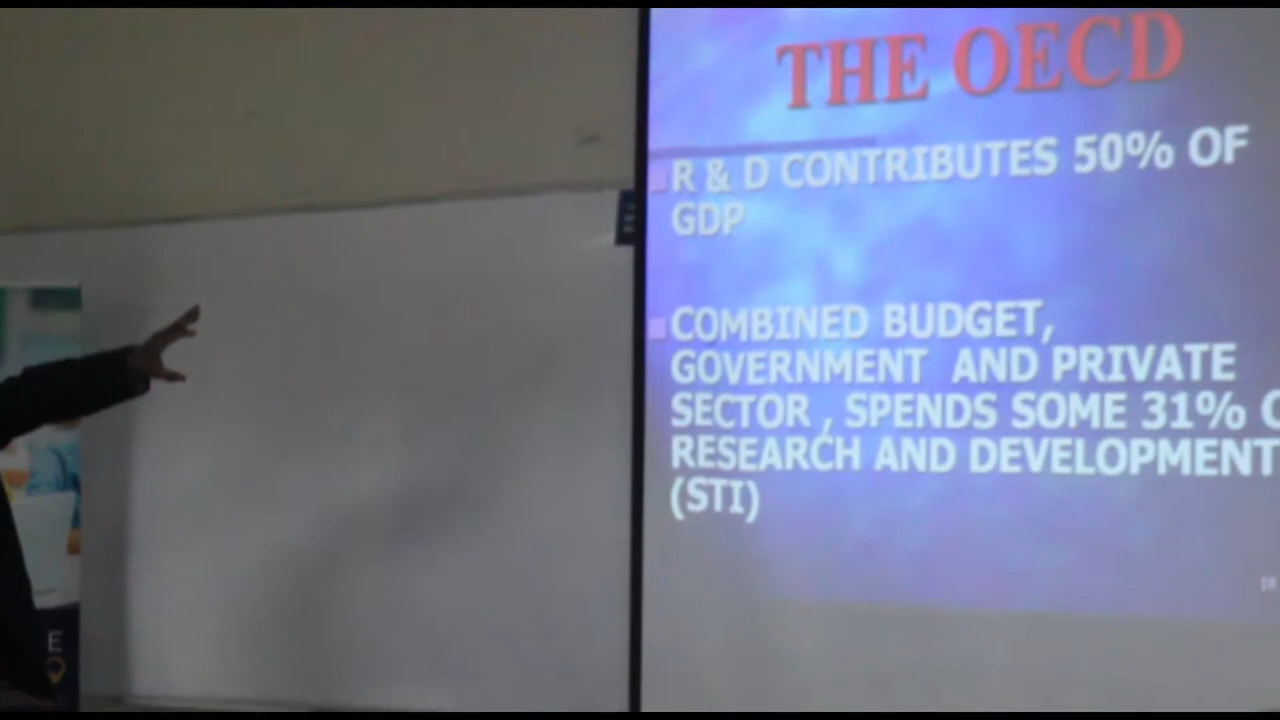 THE OECD
R & D CONTRIBUTES 50% OF
GDP
COMBINED BUDGET,
GOVERNMENT AND PRIVATE
SECTOR , SPENDS SOME 31%
RESEARCH AND DEVELOPMENT
(STI)
E